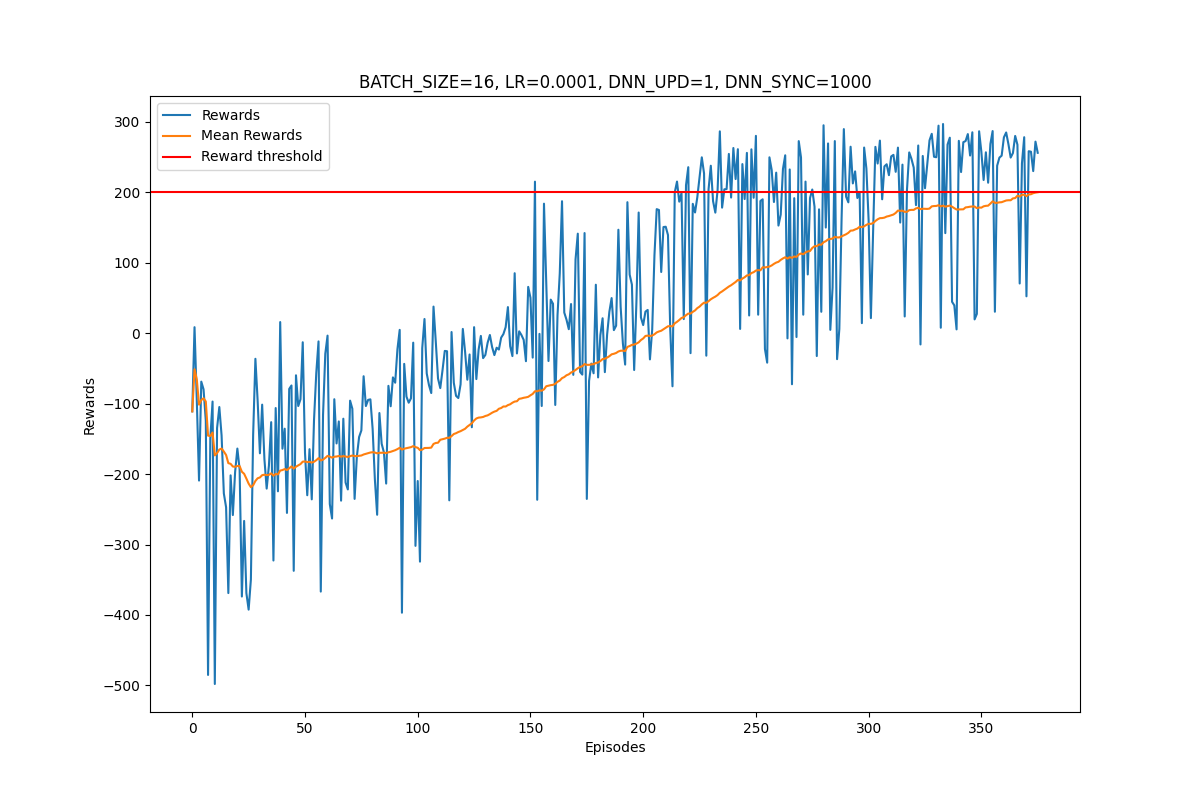 BATCH_SIZE=16, LR=0.0001, DNN_UPD=1, DNN_SYNC=1000
Rewards
Mean Rewards
Reward threshold
300
200
100
0
−100
−200
−300
−400
−500
Rewards
0 50 100 150 200 250 300 350
Episodes